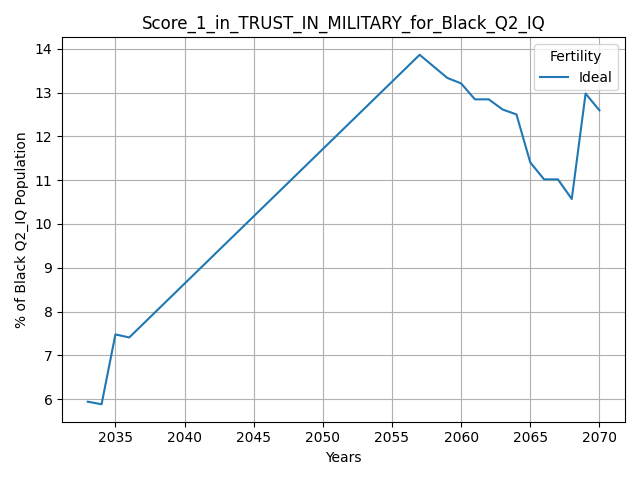 Score_1_in_TRUST_IN_MILITARY_for_Black_Q2_IQ
Fertility
Ideal
% of Black Q2_IQ Population
14
13
12
11
10
9
8
7
6
2035 2040 2045 2050 2055 2060 2065 2070
Years